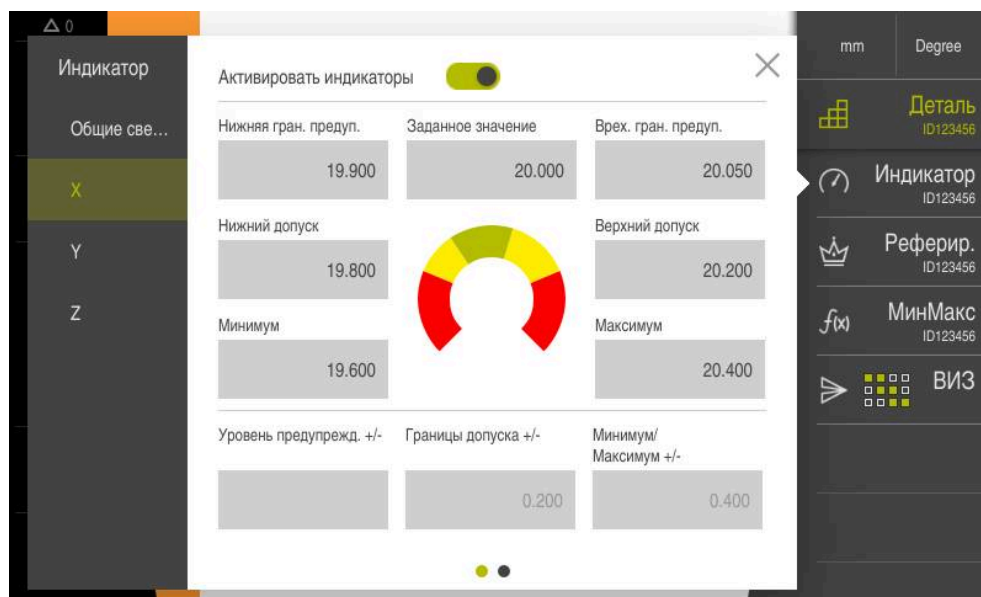 0
Индикатор
Общие све...
X
Y
Z
Активировать индикаторы
Нижняя гран. предуп.
Заданное значение
Врех. гран. предуп.
19.900
20.000
20.050
Нижний допуск
Верхний допуск
19.800
20.200
Минимум
Максимум
19.600
20.400
Уровень предупрежд. +/-
Границы допуска +/-
Минимум/
Максимум +/-
0.200
0.400
mm
Degree
Деталь
ID123456
Индикатор
ID123456
Реферир.
ID123456
f(x)
МинМакс
ID123456
ВИЗ